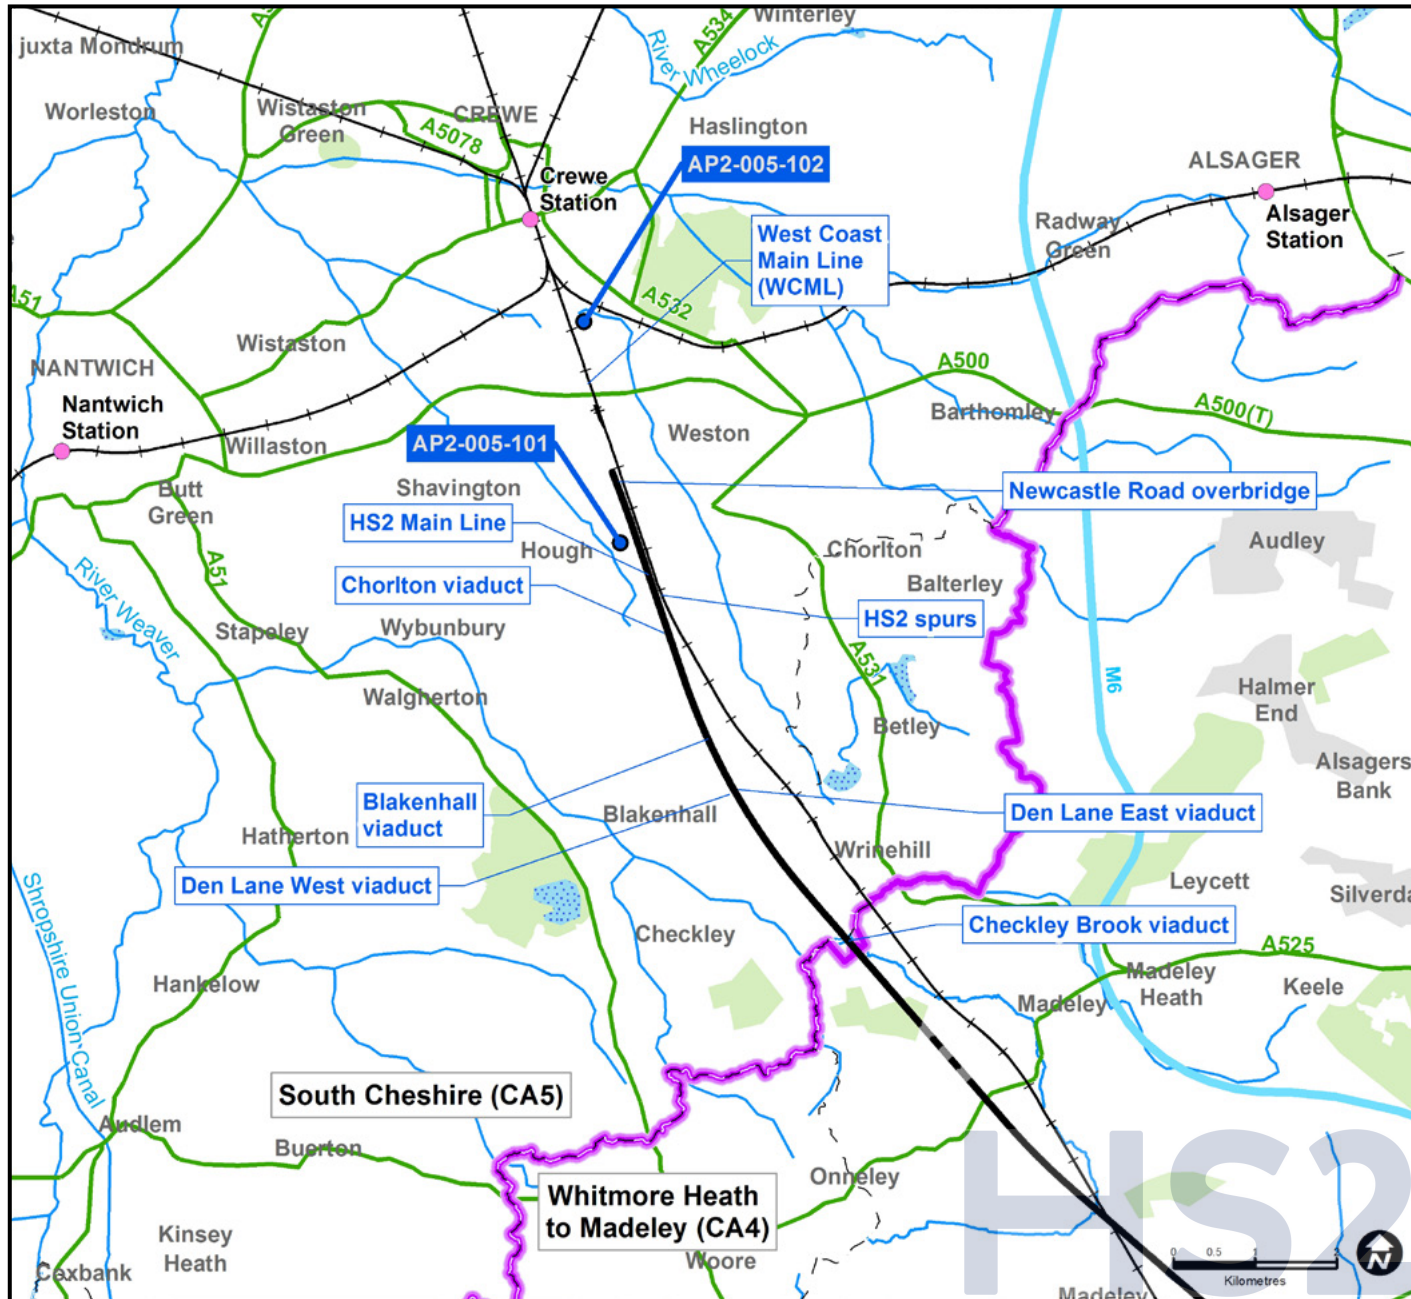 Winterley
A534
juxta Mondrum
River Wheelock
Worleston
Wistaston
Green
CREWE
A5078
Haslington
AP2-005-102
ALSAGER
Crewe
Station
Alsager
Station
Radway
Green
West Coast
Main Line
(WCML)
A51
A532
Wistaston
NANTWICH
A500
Nantwich
Station
Barthomley
A500(T)
Willaston
AP2-005-101
Weston
Butt
Green
Shavington
Newcastle Road overbridge
HS2 Main Line
Hough
Chorlton
Audley
A51
River Weaver
Chorlton viaduct
Balterley
HS2 spurs
Stapeley
Wybunbury
A531
M6
Walgherton
Halmer
End
Betley
Alsagers
Bank
Blakenhall
viaduct
Blakenhall
Den Lane East viaduct
Hatherton
Wrinehill
Den Lane West viaduct
Leycett
Shropshire Union Canal
Checkley
Checkley Brook viaduct
A525
Hankelow
Madeley
Madeley
Heath
Keele
South Cheshire (CA5)
Audlem
Buerton
Whitmore Heath
to Madeley (CA4)
Onneley
HS2
Kinsey
Heath
Woore
Coxbank
0 0.5 1 2
Kilometres
N
Madeley